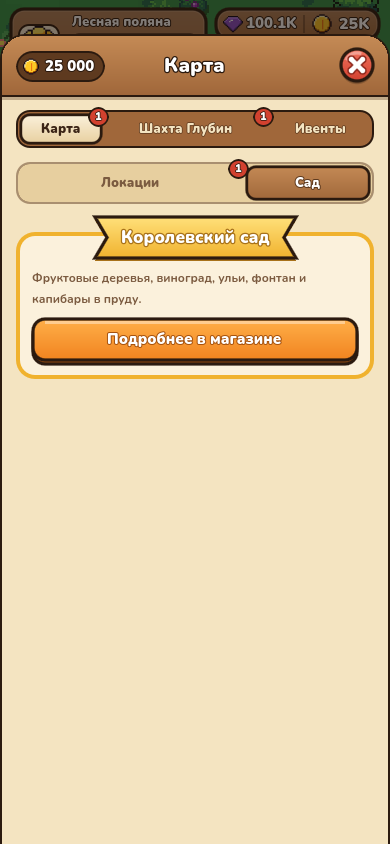 Лесная поляна
100.1K
25K
25 000
Карта
Карта
1
Шахта Глубин
1
Ивенты
Локации
1
Сад
Королевский сад
Фруктовые деревья, виноград, ульи, фонтан и
капибары в пруду.
Подробнее в магазине